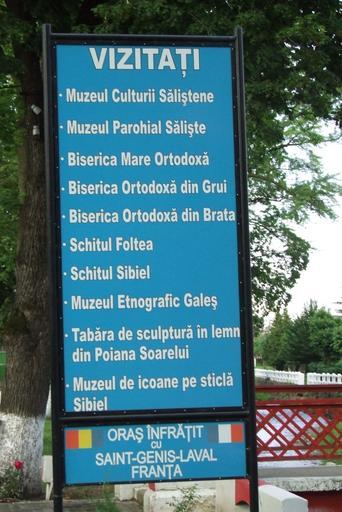 VIZITAȚI
· Muzeul Culturii Săliștene
· Muzeul Parohial Săliște
· Biserica Mare Ortodoxă
· Biserica Ortodoxă din Grui
· Biserica Ortodoxă din Brata
· Schitul Foltea
· Schitul Sibiel
· Muzeul Etnografic Galeș
· Tabăra de sculptură în lemn
din Poiana Soarelui
· Muzeul de icoane pe sticlă
Sibiel
ORAȘ ÎNFRĂȚIT
CU
SAINT-GENIS-LAVAL
FRANȚA